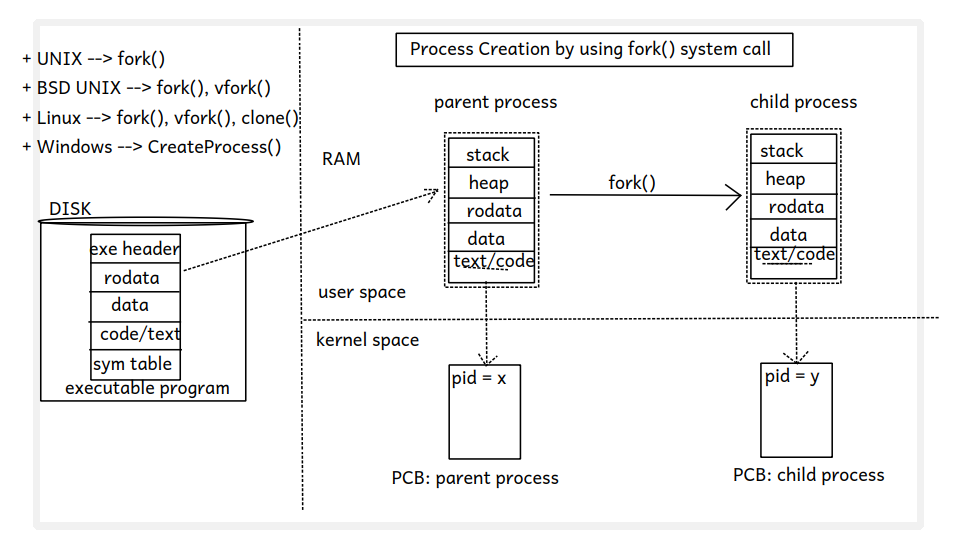 + UNIX --> fork()
+ BSD UNIX --> fork(), vfork()
+ Linux --> fork(), vfork(), clone()
+ Windows --> CreateProcess()
DISK
exe header
rodata
data
code/text
sym table
executable program
Process Creation by using fork() system call
parent process
child process
RAM
stack
heap
rodata
data
text/code
fork()
stack
heap
rodata
data
text/code
user space
kernel space
pid = x
pid = y
PCB: parent process
PCB: child process